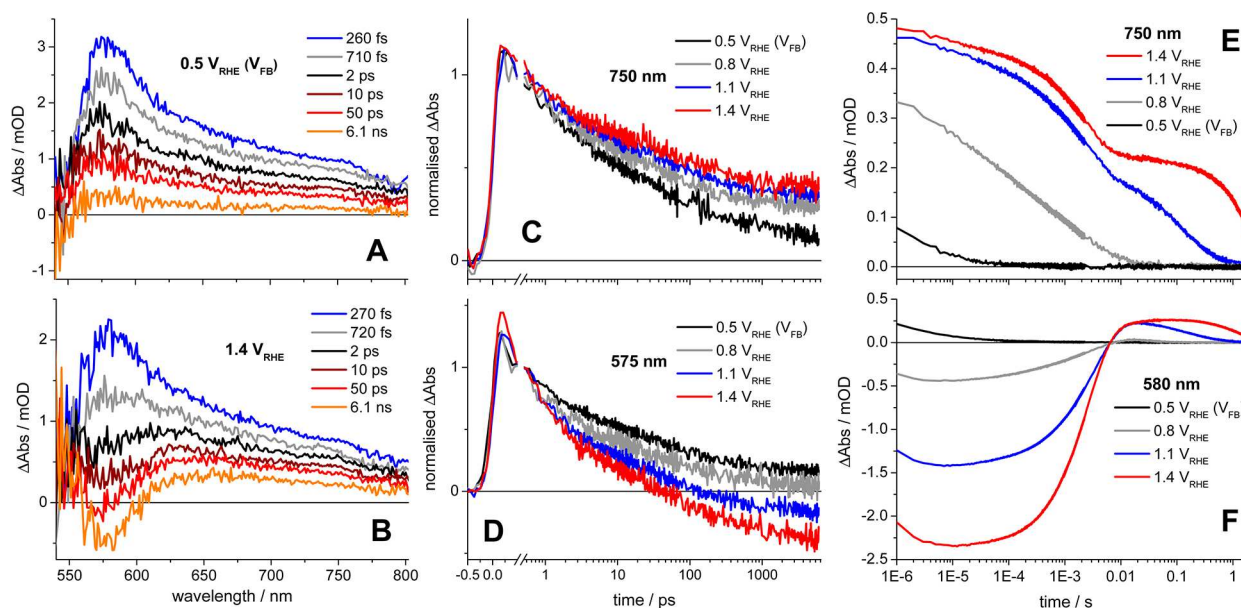 3
2
1
0
-1
ΔAbs / mOD
0.5 V_RHE (V_FB)
260 fs
710 fs
2 ps
10 ps
50 ps
6.1 ns
A
2
1
0
ΔAbs / mOD
1.4 V_RHE
270 fs
720 fs
2 ps
10 ps
50 ps
6.1 ns
B
550 600 650 700 750 800
wavelength / nm
1
0
normalised ΔAbs
750 nm
0.5 V_RHE (V_FB)
0.8 V_RHE
1.1 V_RHE
1.4 V_RHE
C
1
0
normalised ΔAbs
575 nm
0.5 V_RHE (V_FB)
0.8 V_RHE
1.1 V_RHE
1.4 V_RHE
D
-0.5 0.0 1 10 100 1000
time / ps
0.5
0.4
0.3
0.2
0.1
0.0
ΔAbs / mOD
750 nm
1.4 V_RHE
1.1 V_RHE
0.8 V_RHE
0.5 V_RHE (V_FB)
E
0.5
0.0
-0.5
-1.0
-1.5
-2.0
-2.5
ΔAbs / mOD
580 nm
0.5 V_RHE (V_FB)
0.8 V_RHE
1.1 V_RHE
1.4 V_RHE
F
1E-6 1E-5 1E-4 1E-3 0.01 0.1 1
time / s